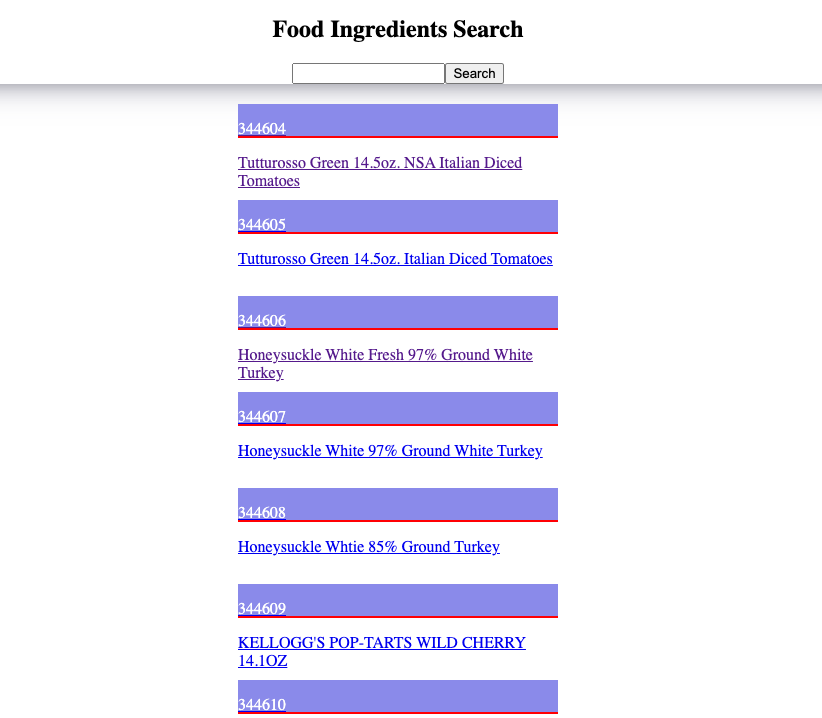 Food Ingredients Search
Search
344604
Tutturosso Green 14.5oz. NSA Italian Diced
Tomatoes
344605
Tutturosso Green 14.5oz. Italian Diced Tomatoes
344606
Honeysuckle White Fresh 97% Ground White
Turkey
344607
Honeysuckle White 97% Ground White Turkey
344608
Honeysuckle Whtie 85% Ground Turkey
344609
KELLOGG'S POP-TARTS WILD CHERRY
14.1OZ
344610